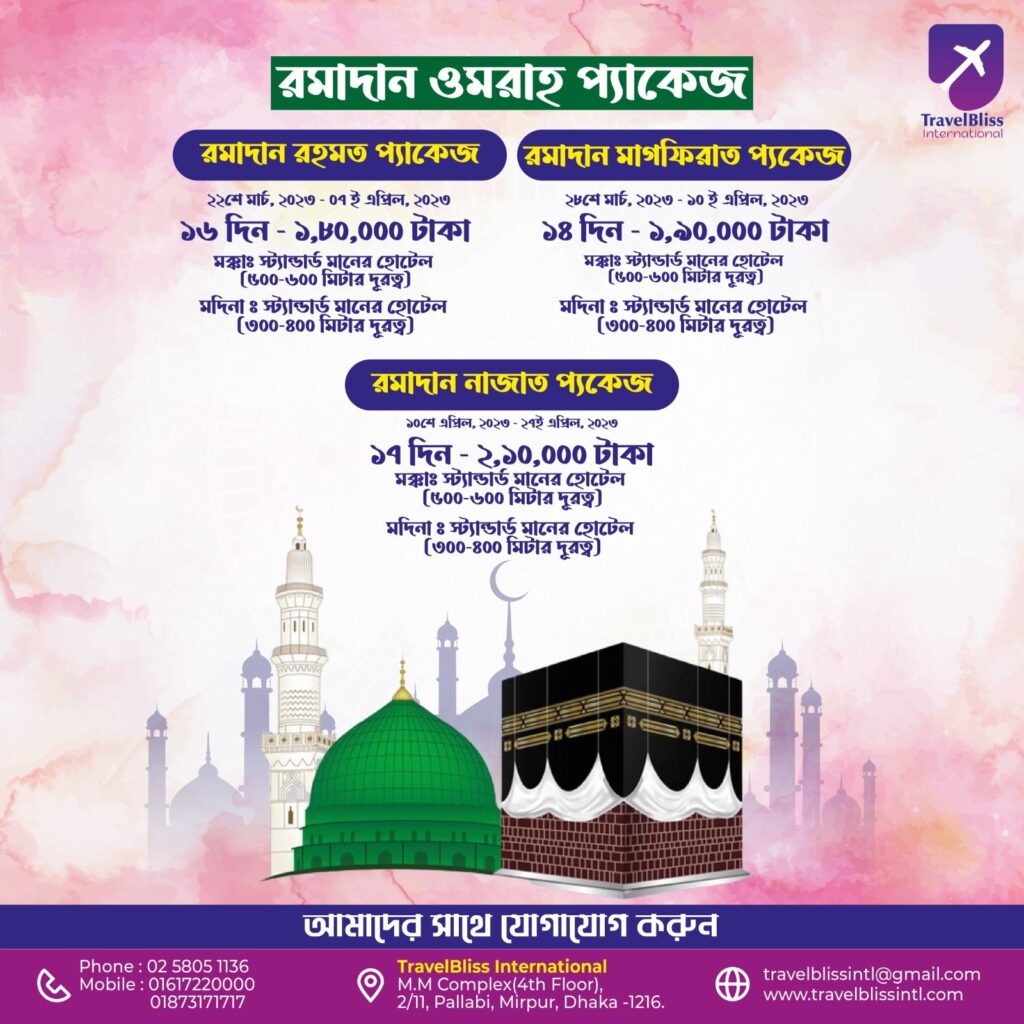 TravelBliss
International
রমাদান ওমরাহ প্যাকেজ
রমাদান রহমত প্যাকেজ
২২শে মার্চ, ২০২৩ - ০৭ ই এপ্রিল, ২০২৩
১৬ দিন - ১,৮০,০০০ টাকা
মক্কাঃ স্ট্যান্ডার্ড মানের হোটেল
(৫০০-৬০০ মিটার দূরত্ব)
মদিনা ঃ স্ট্যান্ডার্ড মানের হোটেল
(৩০০-৪০০ মিটার দূরত্ব)
রমাদান মাগফিরাত প্যকেজ
২৮শে মার্চ, ২০২৩ - ১০ ই এপ্রিল, ২০২৩
১৪ দিন - ১,৯০,০০০ টাকা
মক্কাঃ স্ট্যান্ডার্ড মানের হোটেল
(৫০০-৬০০ মিটার দূরত্ব)
মদিনা ঃ স্ট্যান্ডার্ড মানের হোটেল
(৩০০-৪০০ মিটার দূরত্ব)
রমাদান নাজাত প্যকেজ
১০শে এপ্রিল, ২০২৩ - ২৭ই এপ্রিল, ২০২৩
১৭ দিন - ২,১০,০০০ টাকা
মক্কাঃ স্ট্যান্ডার্ড মানের হোটেল
(৫০০-৬০০ মিটার দূরত্ব)
মদিনা ঃ স্ট্যান্ডার্ড মানের হোটেল
(৩০০-৪০০ মিটার দূরত্ব)
আমাদের সাথে যোগাযোগ করুন
Phone : 02 5805 1136
Mobile : 01617220000
01873171717
TravelBliss International
M.M Complex(4th Floor),
2/11, Pallabi, Mirpur, Dhaka -1216.
travelblissintl@gmail.com
www.travelblissintl.com